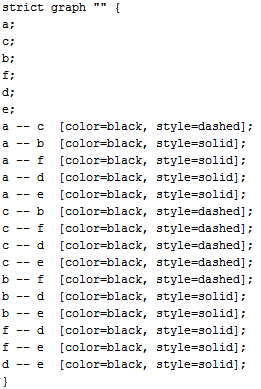 strict graph "" {
a;
c;
b;
f;
d;
e;
a -- c  [color=black, style=dashed];
a -- b  [color=black, style=solid];
a -- f  [color=black, style=solid];
a -- d  [color=black, style=solid];
a -- e  [color=black, style=solid];
c -- b  [color=black, style=dashed];
c -- f  [color=black, style=dashed];
c -- d  [color=black, style=dashed];
c -- e  [color=black, style=dashed];
b -- f  [color=black, style=dashed];
b -- d  [color=black, style=solid];
b -- e  [color=black, style=solid];
f -- d  [color=black, style=solid];
f -- e  [color=black, style=solid];
d -- e  [color=black, style=solid];
}